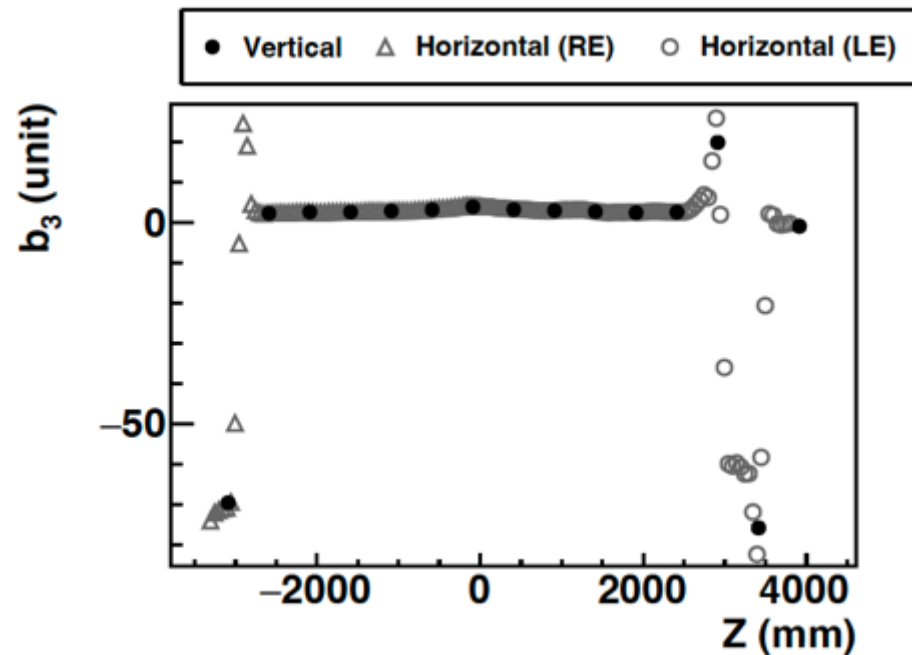 Vertical Horizontal (RE) Horizontal (LE)
b3 (unit)
0
−50
−2000 0 2000 4000
Z (mm)